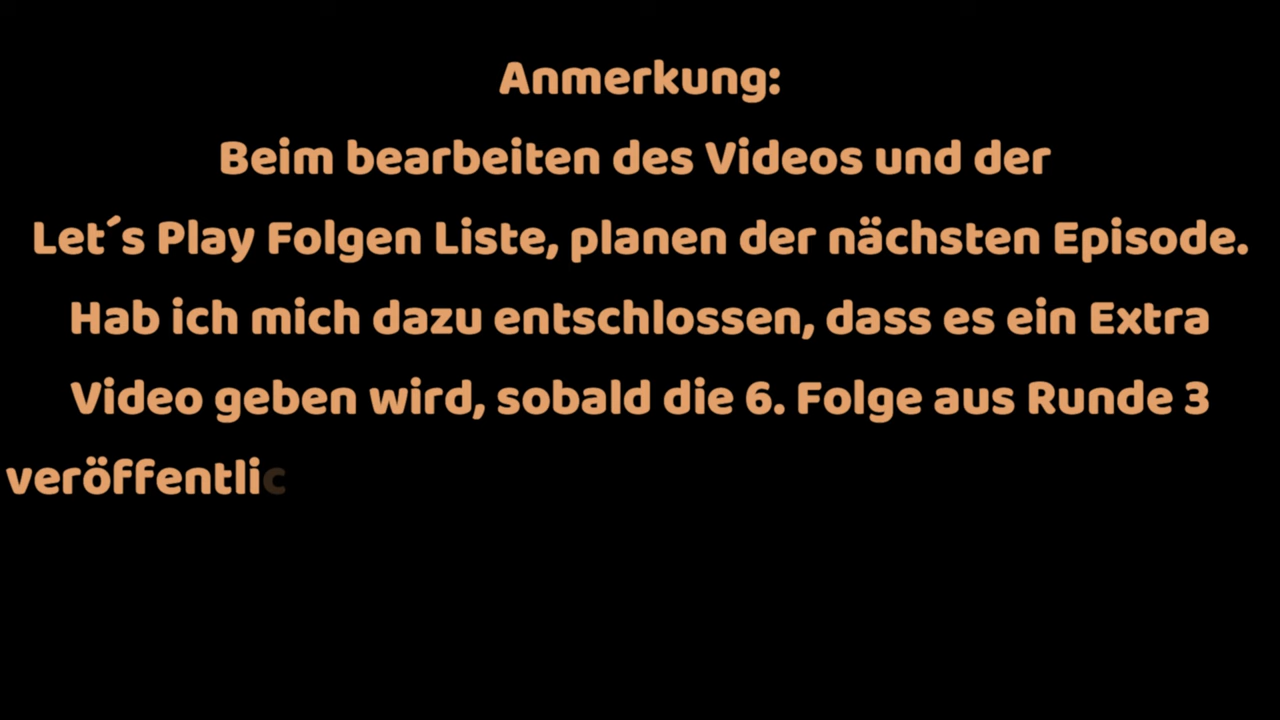 Anmerkung:
Beim bearbeiten des Videos und der
Let´s Play Folgen Liste, planen der nächsten Episode.
Hab ich mich dazu entschlossen, dass es ein Extra
Video geben wird, sobald die 6. Folge aus Runde 3
veröffentlic